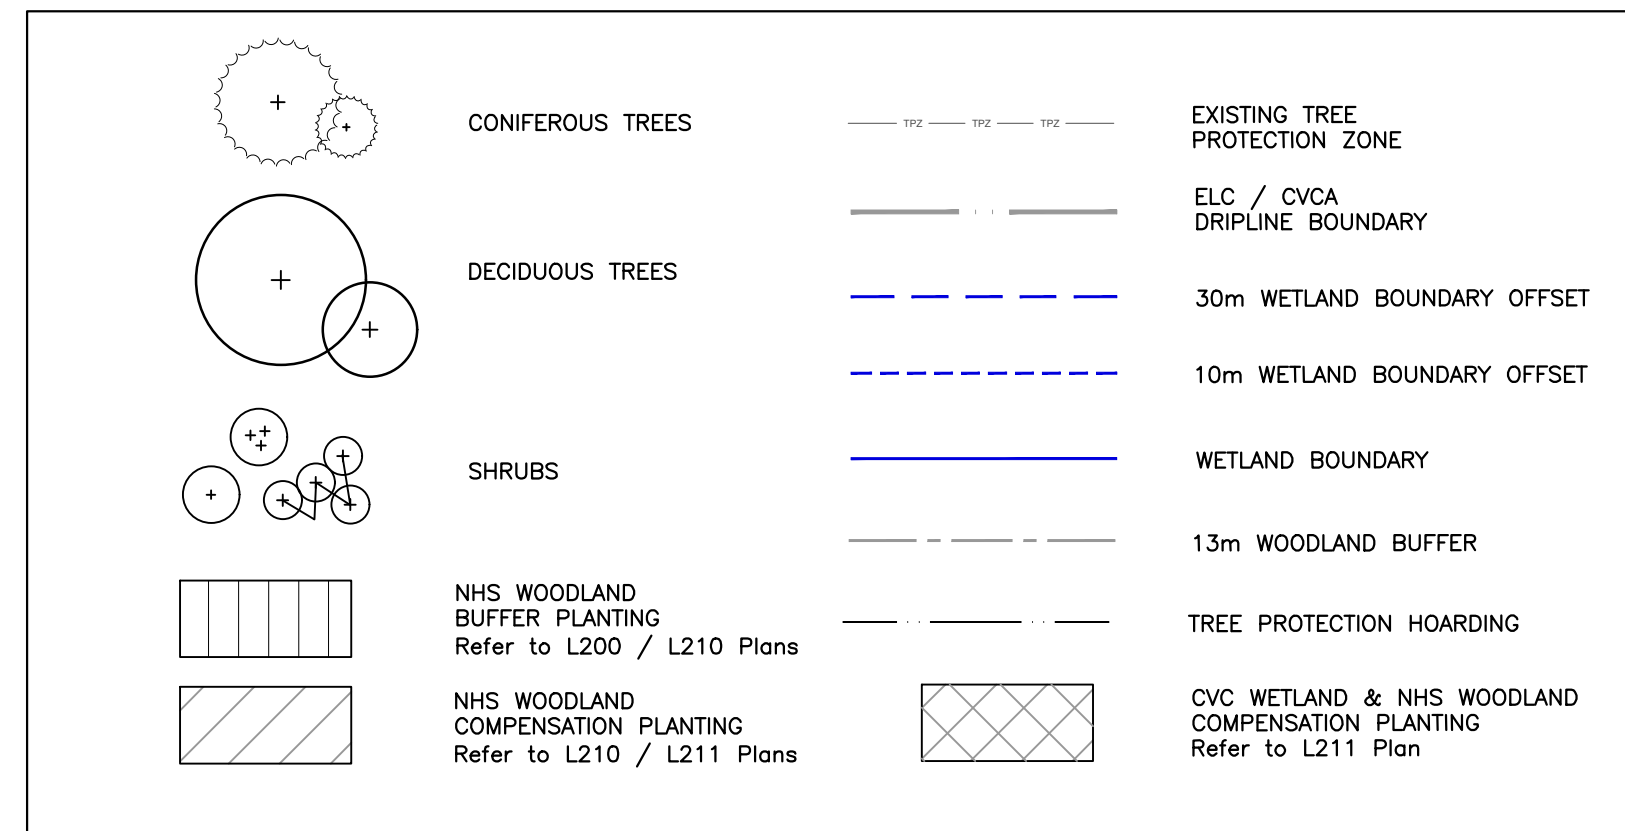 CONIFEROUS TREES
DECIDUOUS TREES
SHRUBS
NHS WOODLAND
BUFFER PLANTING
Refer to L200 / L210 Plans
NHS WOODLAND
COMPENSATION PLANTING
Refer to L210 / L211 Plans
TPZ TPZ TPZ
EXISTING TREE
PROTECTION ZONE
ELC / CVCA
DRIPLINE BOUNDARY
30m WETLAND BOUNDARY OFFSET
10m WETLAND BOUNDARY OFFSET
WETLAND BOUNDARY
13m WOODLAND BUFFER
TREE PROTECTION HOARDING
CVC WETLAND & NHS WOODLAND
COMPENSATION PLANTING
Refer to L211 Plan